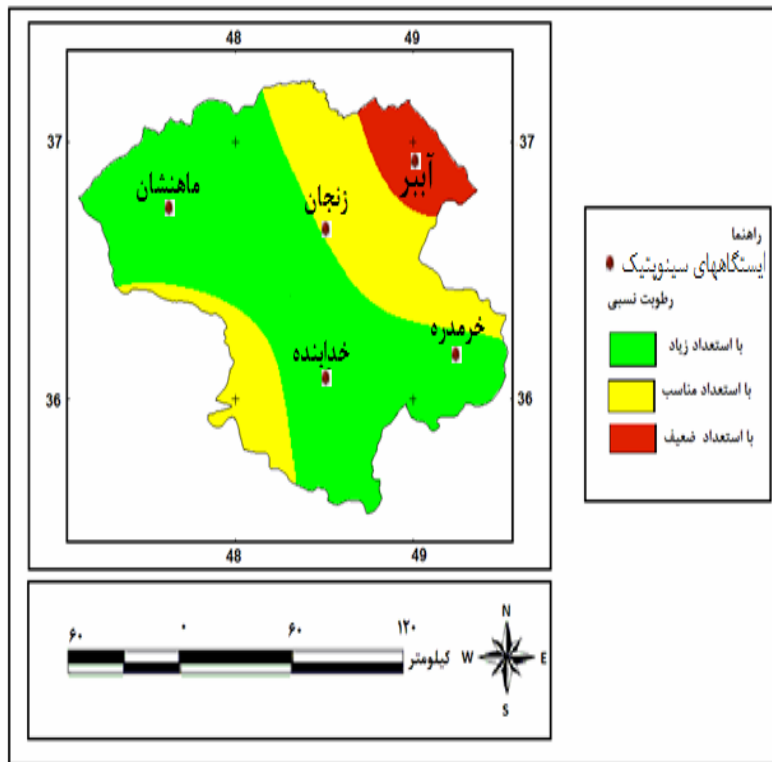 48 49
37 37
آببر
ماهنشان
زنجان
خرمدره
خدابنده
36 36
48 49
راهنما
ایستگاههای سینوپتیک
رطوبت نسبی
با استعداد زیاد
با استعداد مناسب
با استعداد ضعیف
۶۰ ۰ ۶۰ ۱۲۰
کیلومتر
N
W E
S